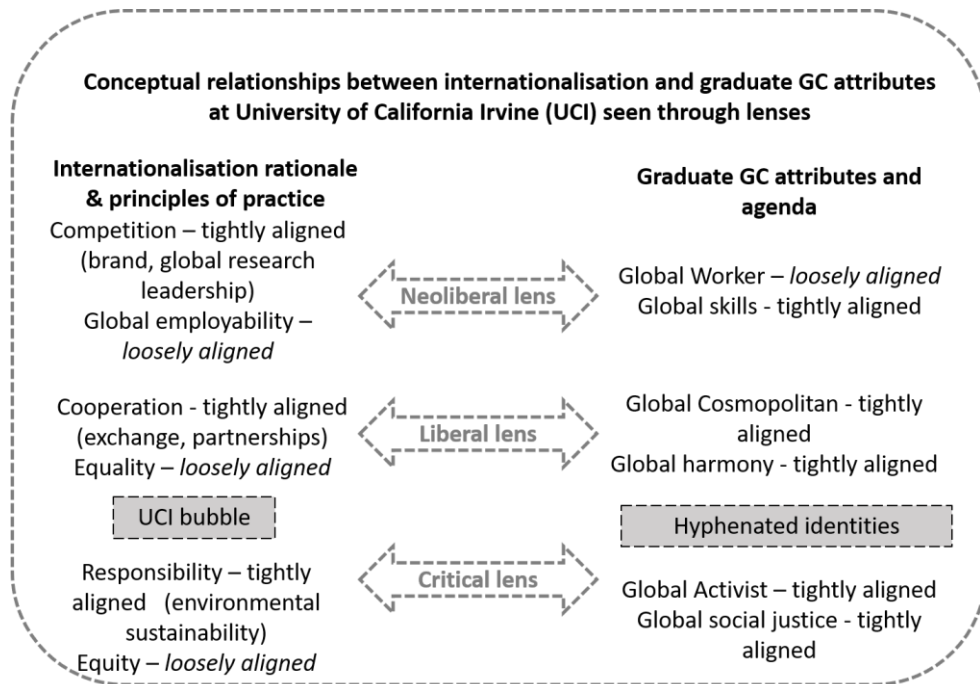 Conceptual relationships between internationalisation and graduate GC attributes
at University of California Irvine (UCI) seen through lenses
Internationalisation rationale
& principles of practice
Competition – tightly aligned
(brand, global research
leadership)
Global employability –
loosely aligned
Neoliberal lens
Graduate GC attributes and
agenda
Global Worker – loosely aligned
Global skills - tightly aligned
Cooperation - tightly aligned
(exchange, partnerships)
Equality – loosely aligned
Liberal lens
Global Cosmopolitan - tightly
aligned
Global harmony - tightly aligned
UCI bubble
Hyphenated identities
Responsibility – tightly
aligned (environmental
sustainability)
Equity – loosely aligned
Critical lens
Global Activist – tightly aligned
Global social justice - tightly
aligned